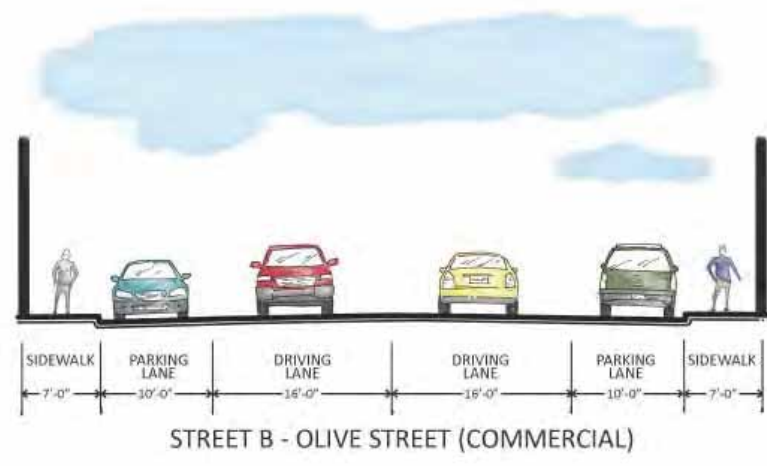 SIDEWALK
PARKING
LANE
DRIVING
LANE
DRIVING
LANE
PARKING
LANE
SIDEWALK
7'-0"
10'-0"
16'-0"
16'-0"
10'-0"
7'-0"
STREET B - OLIVE STREET (COMMERCIAL)